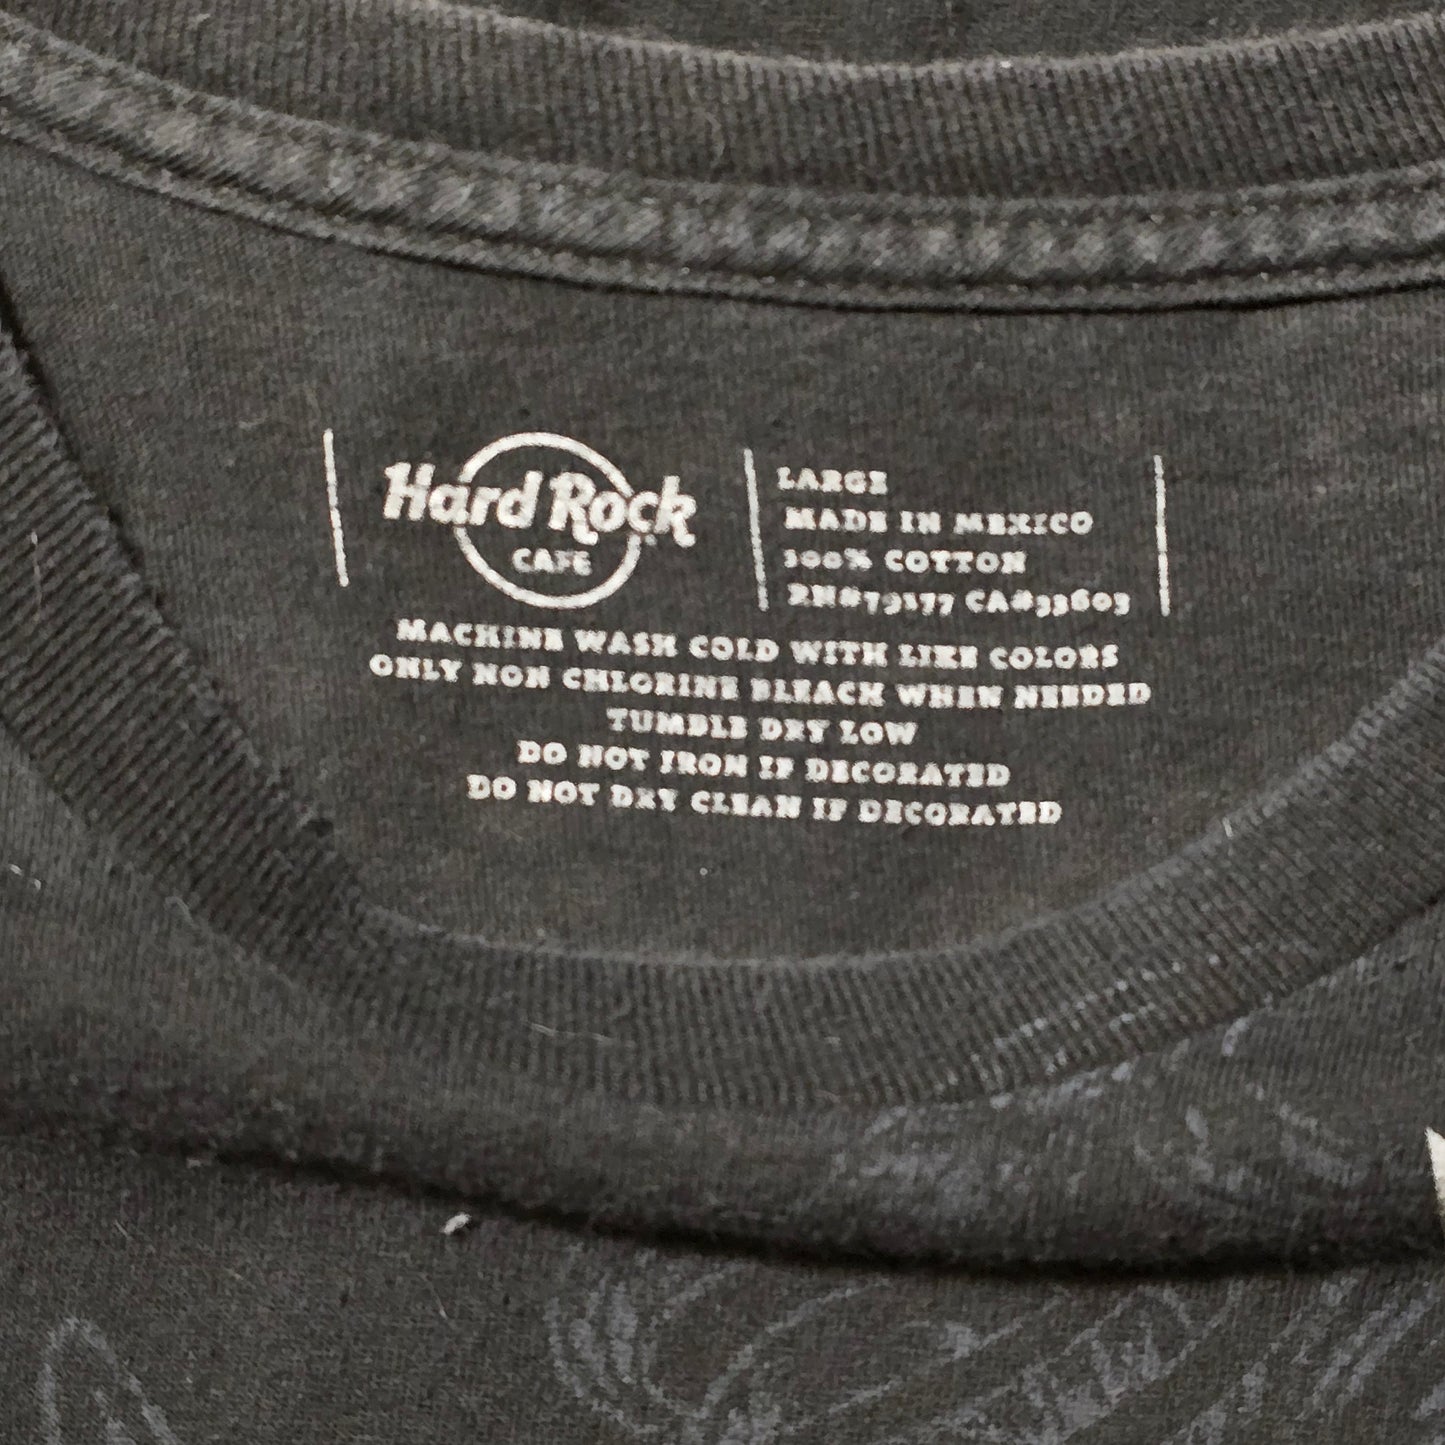 Hard Rock
CAFE
LARGE
MADE IN MEXICO
100% COTTON
RN#79177 CA#33603
MACHINE WASH COLD WITH LIKE COLORS
ONLY NON CHLORINE BLEACH WHEN NEEDED
TUMBLE DRY LOW
DO NOT IRON IF DECORATED
DO NOT DRY CLEAN IF DECORATED